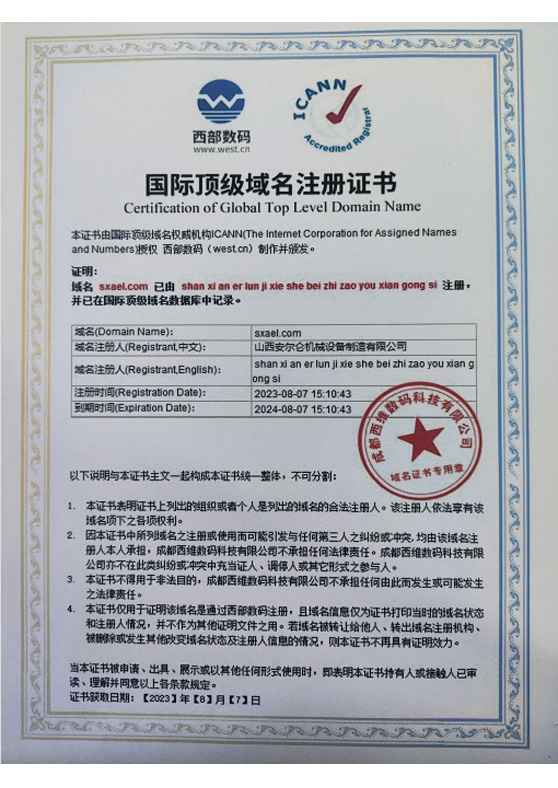 西部数码
www.west.cn
ICANN
Accredited Registrar
国际顶级域名注册证书
Certification of Global Top Level Domain Name
本证书由国际顶级域名权威机构ICANN(The Internet Corporation for Assigned Names
and Numbers)授权 西部数码（west.cn）制作并颁发。
证明：
域名 sxael.com 已由 shan xi an er lun ji xie she bei zhi zao you xian gong si 注册，
并已在国际顶级域名数据库中记录。
域名(Domain Name): sxael.com
域名注册人(Registrant,中文): 山西安尔仑机械设备制造有限公司
域名注册人(Registrant,English): shan xi an er lun ji xie she bei zhi zao you xian g
ong si
注册时间(Registration Date): 2023-08-07 15:10:43
到期时间(Expiration Date): 2024-08-07 15:10:43
成都西维数码科技有限公司
域名证书专用章
以下说明与本证书主文一起构成本证书统一整体，不可分割：
1. 本证书表明证书上列出的组织或者个人是列出的域名的合法注册人。该注册人依法享有该
域名项下之各项权利。
2. 因本证书中所列域名之注册或使用而可能引发与任何第三人之纠纷或冲突，均由该域名注
册人本人承担，成都西维数码科技有限公司不承担任何法律责任。成都西维数码科技有限
公司亦不在此类纠纷或冲突中充当证人、调停人或其它形式之参与人。
3. 本证书不得用于非法目的，成都西维数码科技有限公司不承担任何由此而发生或可能发生
之法律责任。
4. 本证书仅用于证明该域名是通过西部数码注册，且域名信息仅为证书打印当时的域名状态
和注册人情况，并不作为其他证明文件之用。若域名被转让给他人、转出域名注册机构、
被删除或发生其他改变域名状态及注册人信息的情况，则本证书不再具有证明效力。
当本证书被申请、出具、展示或以其他任何形式使用时，即表明本证书持有人或接触人已审
读、理解并同意以上各条款规定。
证书获取日期：【2023】年【8】月【7】日